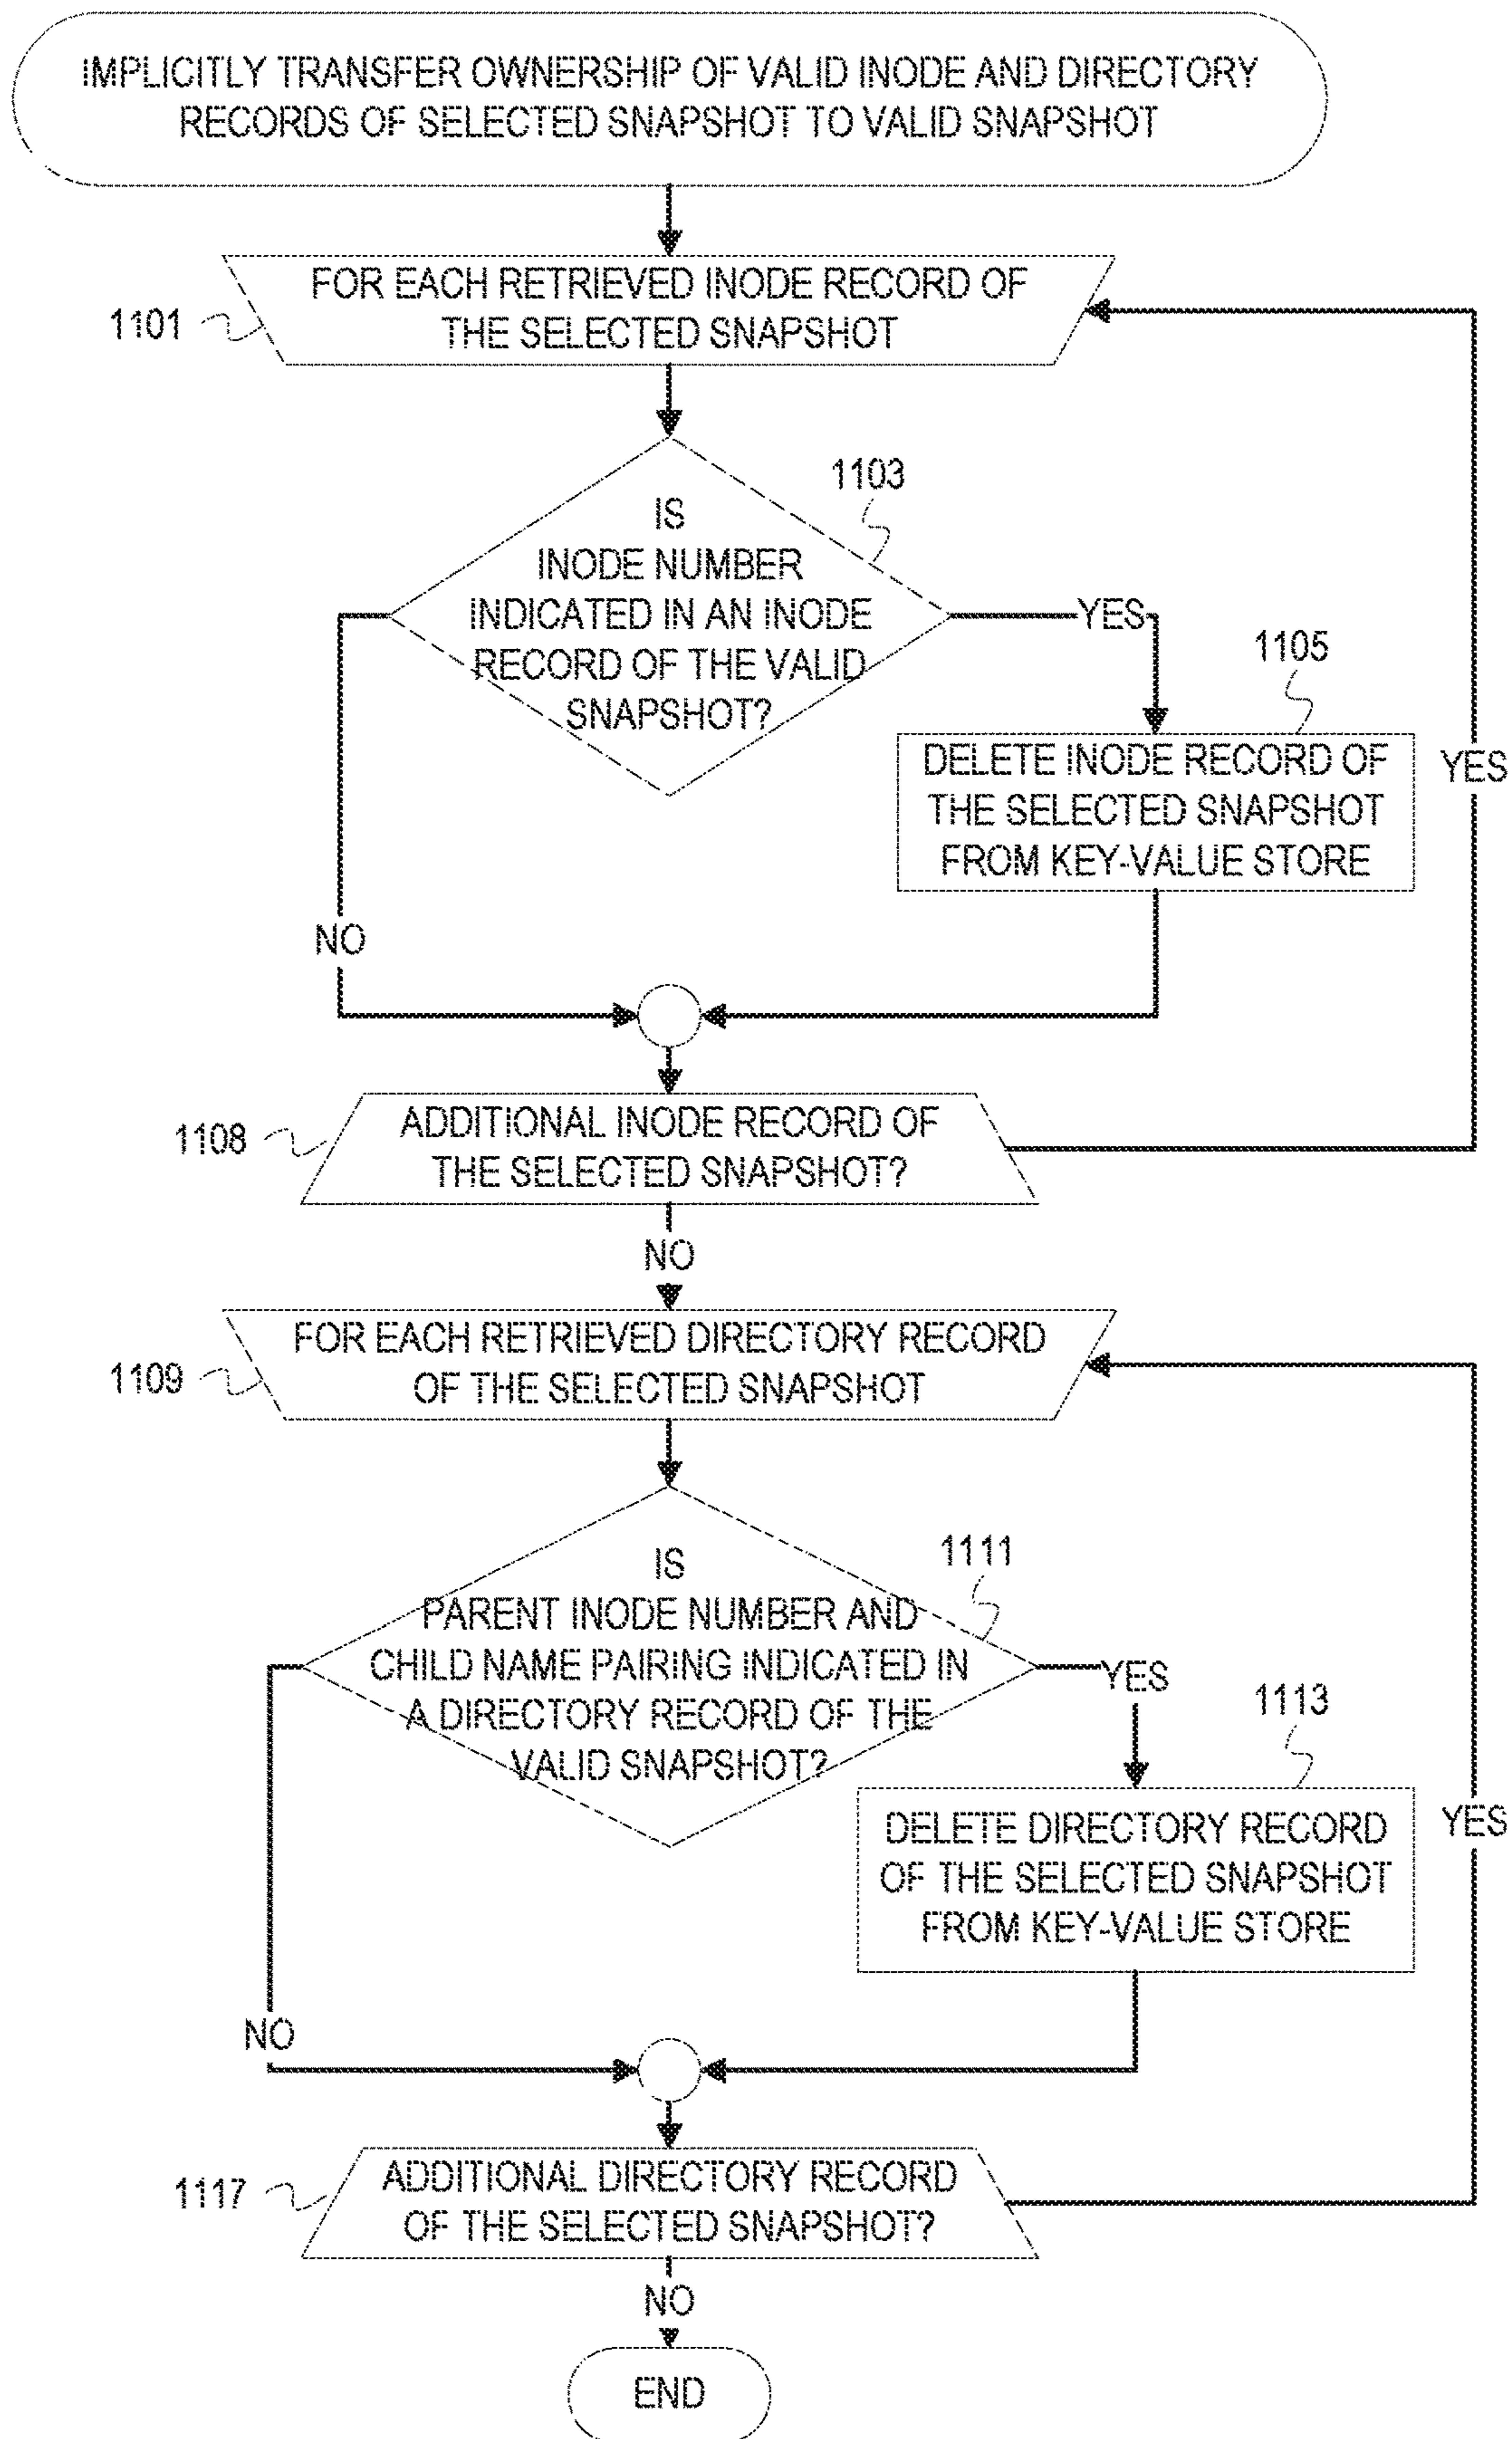 IMPLICITLY TRANSFER OWNERSHIP OF VALID INODE AND DIRECTORY
RECORDS OF SELECTED SNAPSHOT TO VALID SNAPSHOT
FOR EACH RETRIEVED INODE RECORD OF
THE SELECTED SNAPSHOT
1101
1103
IS
INODE NUMBER
INDICATED IN AN INODE
RECORD OF THE VALID
SNAPSHOT?
YES
1105
DELETE INODE RECORD OF
THE SELECTED SNAPSHOT
FROM KEY-VALUE STORE
YES
NO
1108
ADDITIONAL INODE RECORD OF
THE SELECTED SNAPSHOT?
NO
FOR EACH RETRIEVED DIRECTORY RECORD
OF THE SELECTED SNAPSHOT
1109
1111
IS
PARENT INODE NUMBER AND
CHILD NAME PAIRING INDICATED IN
A DIRECTORY RECORD OF THE
VALID SNAPSHOT?
YES
1113
DELETE DIRECTORY RECORD
OF THE SELECTED SNAPSHOT
FROM KEY-VALUE STORE
YES
NO
1117
ADDITIONAL DIRECTORY RECORD
OF THE SELECTED SNAPSHOT?
NO
END